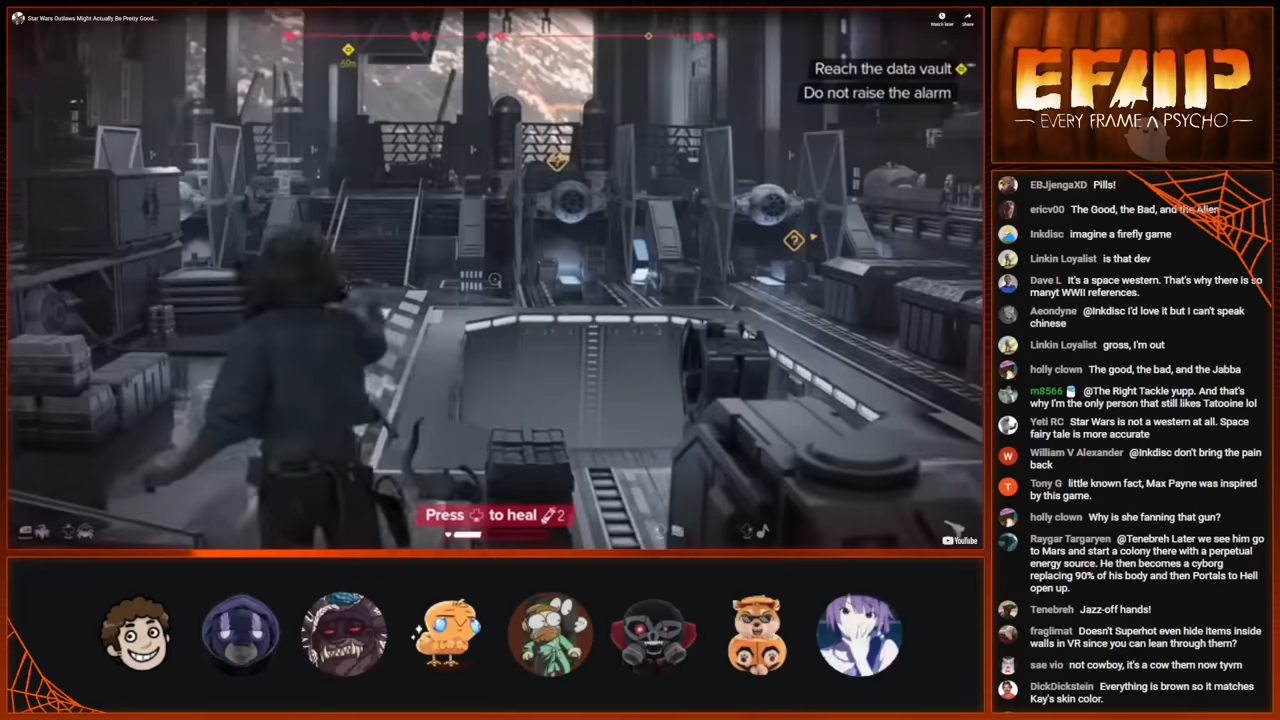 Star Wars Outlaws Might Actually Be Pretty Good...
Watch later
Share
60m
Reach the data vault
Do not raise the alarm
Press to heal 2
YouTube
EFAP
EVERY FRAME A PSYCHO
EBJjengaXD Pills!
ericv00 The Good, the Bad, and the Alien
Inkdisc imagine a firefly game
Linkin Loyalist is that dev
Dave L It's a space western. That's why there is so
manyt WWII references.
Aeondyne @Inkdisc I'd love it but I can't speak
chinese
Linkin Loyalist gross, I'm out
holly clown The good, the bad, and the Jabba
m8566 @The Right Tackle yupp. And that's
why I'm the only person that still likes Tatooine lol
Yeti RC Star Wars is not a western at all. Space
fairy tale is more accurate
W William V Alexander @Inkdisc don't bring the pain
back
T Tony G little known fact, Max Payne was inspired
by this game.
holly clown Why is she fanning that gun?
Raygar Targaryen @Tenebreh Later we see him go
to Mars and start a colony there with a perpetual
energy source. He then becomes a cyborg
replacing 90% of his body and then Portals to Hell
open up.
Tenebreh Jazz-off hands!
fraglimat Doesn't Superhot even hide items inside
walls in VR since you can lean through them?
sae vio not cowboy, it's a cow them now tyvm
DickDickstein Everything is brown so it matches
Kay's skin color.